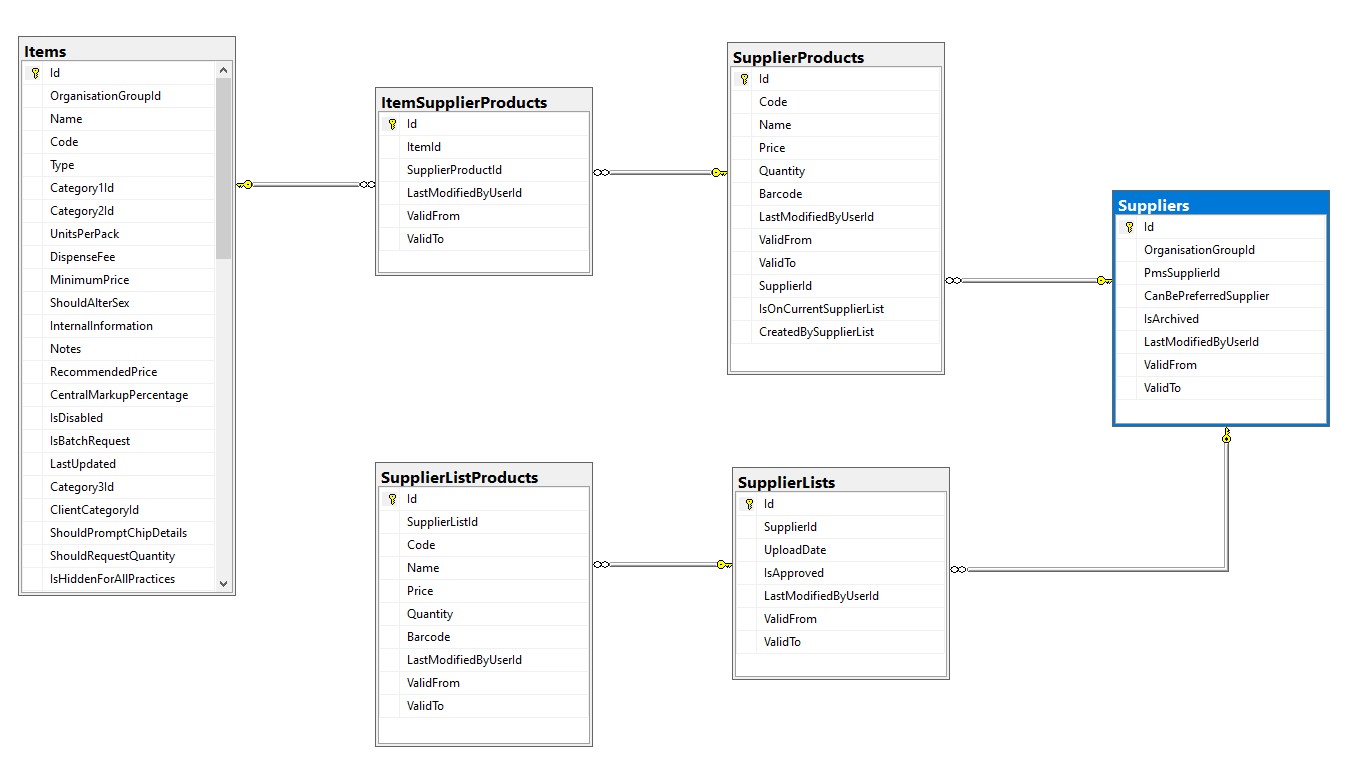 Items
Id
OrganisationGroupId
Name
Code
Type
Category1Id
Category2Id
UnitsPerPack
DispenseFee
MinimumPrice
ShouldAlterSex
InternalInformation
Notes
RecommendedPrice
CentralMarkupPercentage
IsDisabled
IsBatchRequest
LastUpdated
Category3Id
ClientCategoryId
ShouldPromptChipDetails
ShouldRequestQuantity
IsHiddenForAllPractices
ItemSupplierProducts
Id
ItemId
SupplierProductId
LastModifiedByUserId
ValidFrom
ValidTo
SupplierProducts
Id
Code
Name
Price
Quantity
Barcode
LastModifiedByUserId
ValidFrom
ValidTo
SupplierId
IsOnCurrentSupplierList
CreatedBySupplierList
Suppliers
Id
OrganisationGroupId
PmsSupplierId
CanBePreferredSupplier
IsArchived
LastModifiedByUserId
ValidFrom
ValidTo
SupplierListProducts
Id
SupplierListId
Code
Name
Price
Quantity
Barcode
LastModifiedByUserId
ValidFrom
ValidTo
SupplierLists
Id
SupplierId
UploadDate
IsApproved
LastModifiedByUserId
ValidFrom
ValidTo